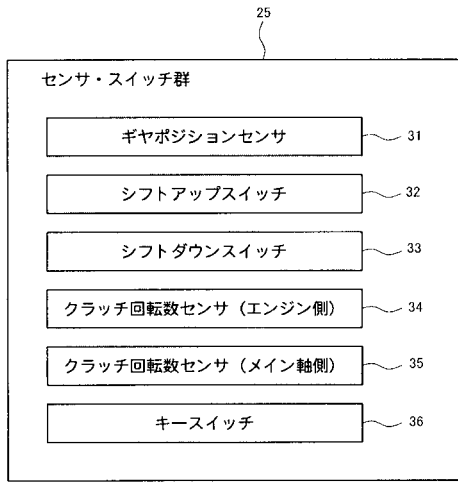 25
センサ・スイッチ群
ギヤポジションセンサ 31
シフトアップスイッチ 32
シフトダウンスイッチ 33
クラッチ回転数センサ（エンジン側） 34
クラッチ回転数センサ（メイン軸側） 35
キースイッチ 36